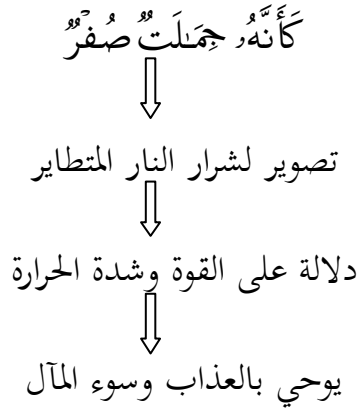 كَأَنَّهُۥ جِمَـٰلَتٌ صُفْرٌ
تصوير لشرار النار المتطاير
دلالة على القوة وشدة الحرارة
يوحي بالعذاب وسوء المآل